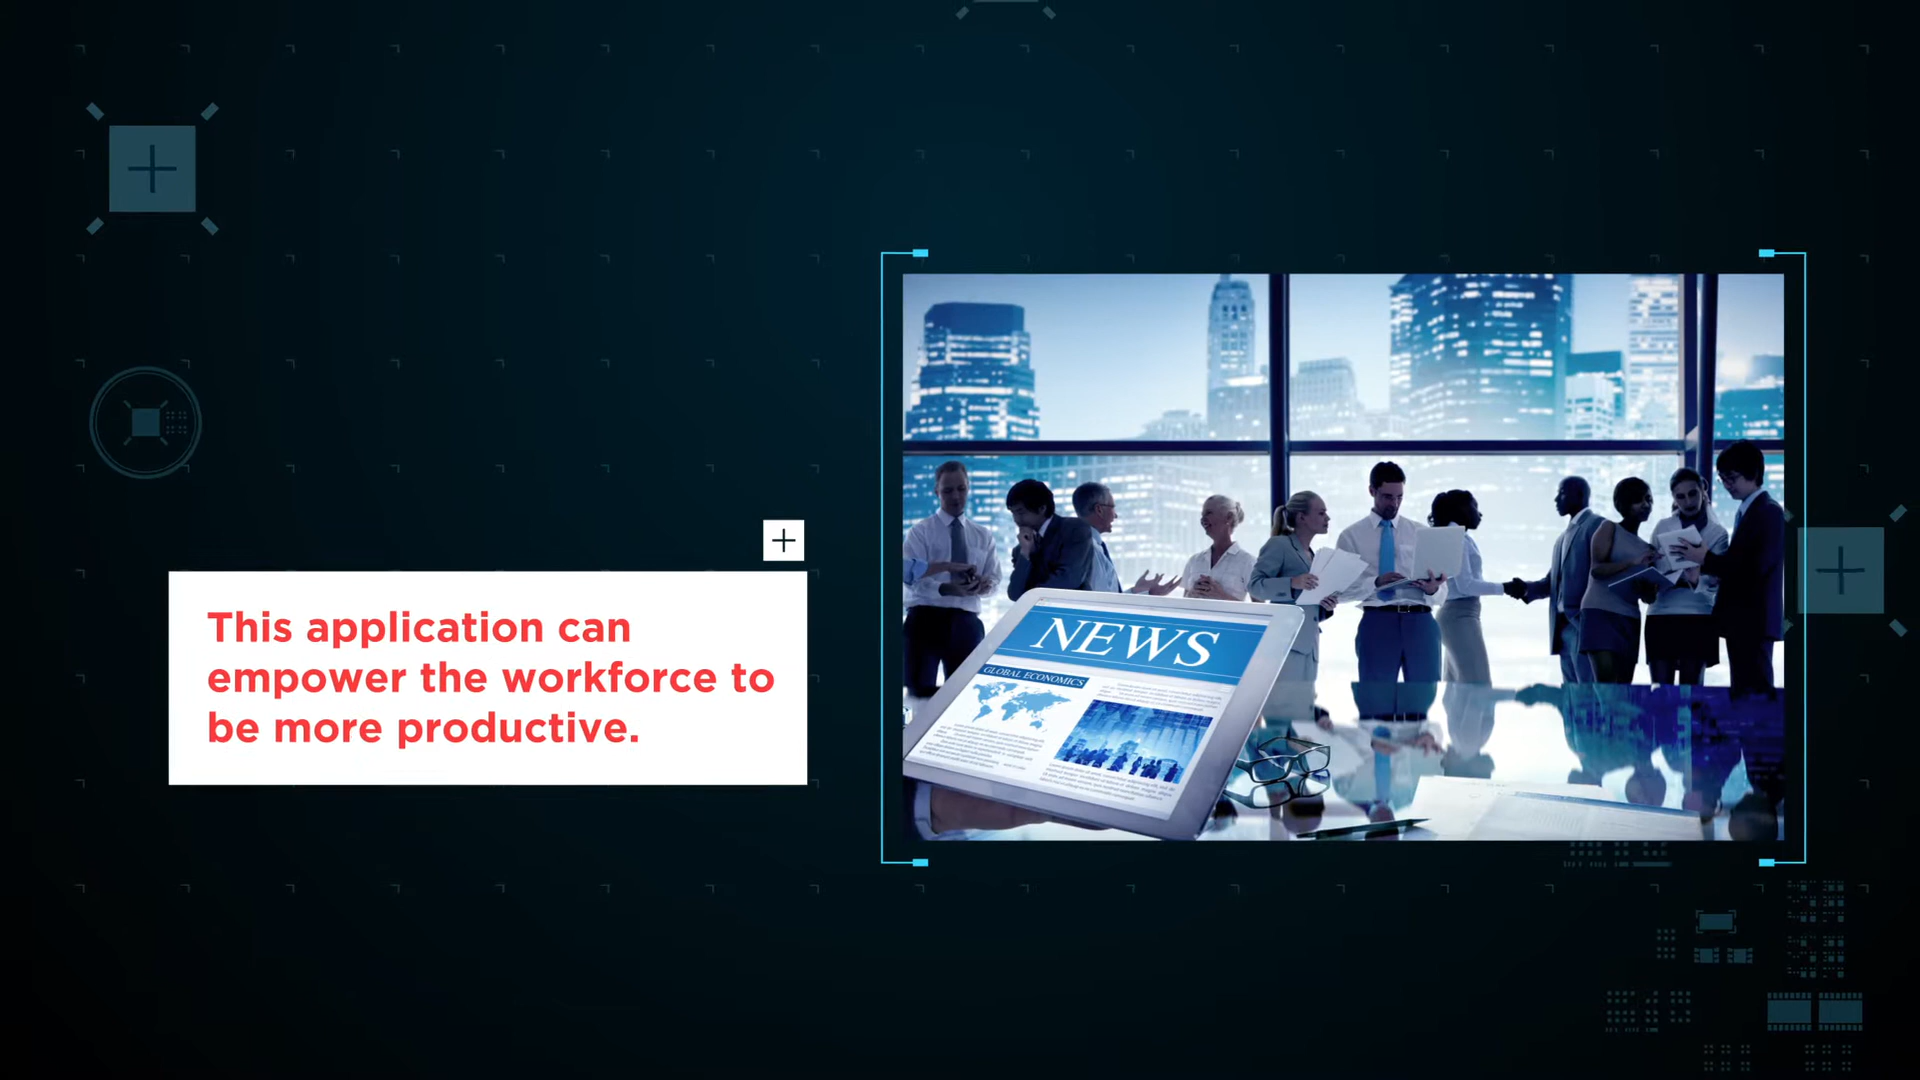 This application can
empower the workforce to
be more productive.
NEWS
GLOBAL ECONOMICS